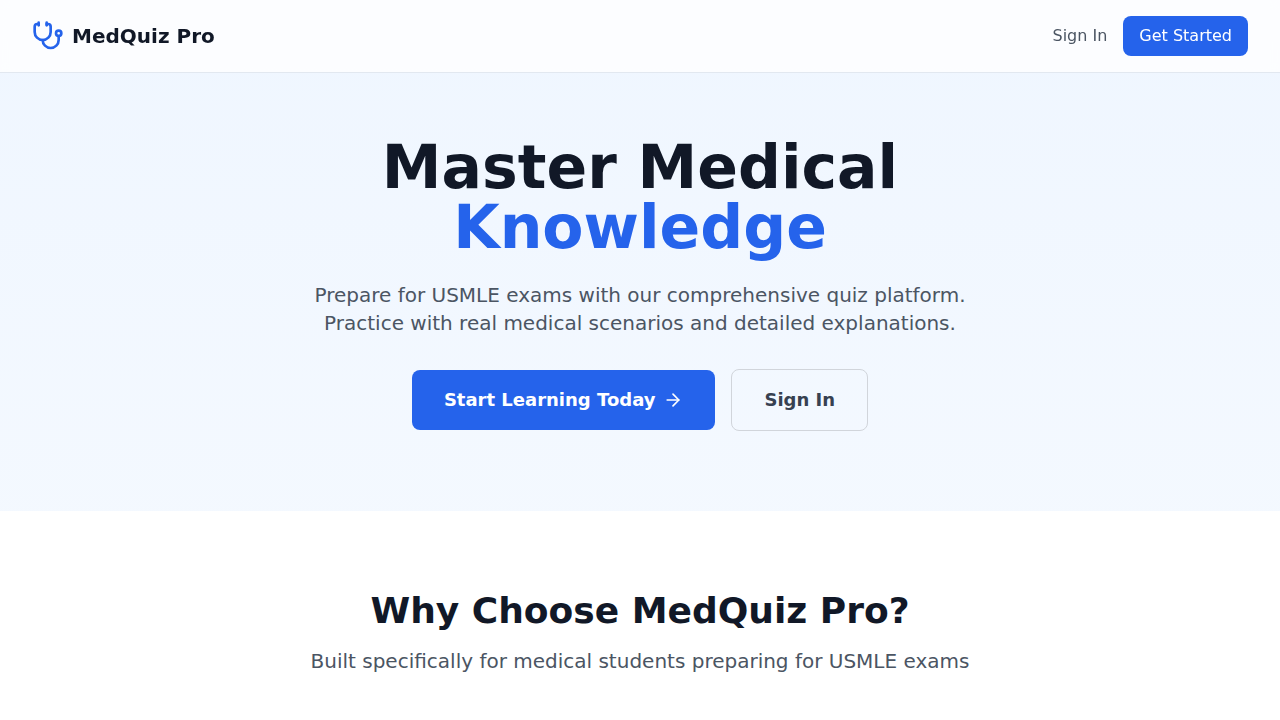 MedQuiz Pro
Sign In
Get Started
Master Medical
Knowledge
Prepare for USMLE exams with our comprehensive quiz platform.
Practice with real medical scenarios and detailed explanations.
Start Learning Today
Sign In
Why Choose MedQuiz Pro?
Built specifically for medical students preparing for USMLE exams